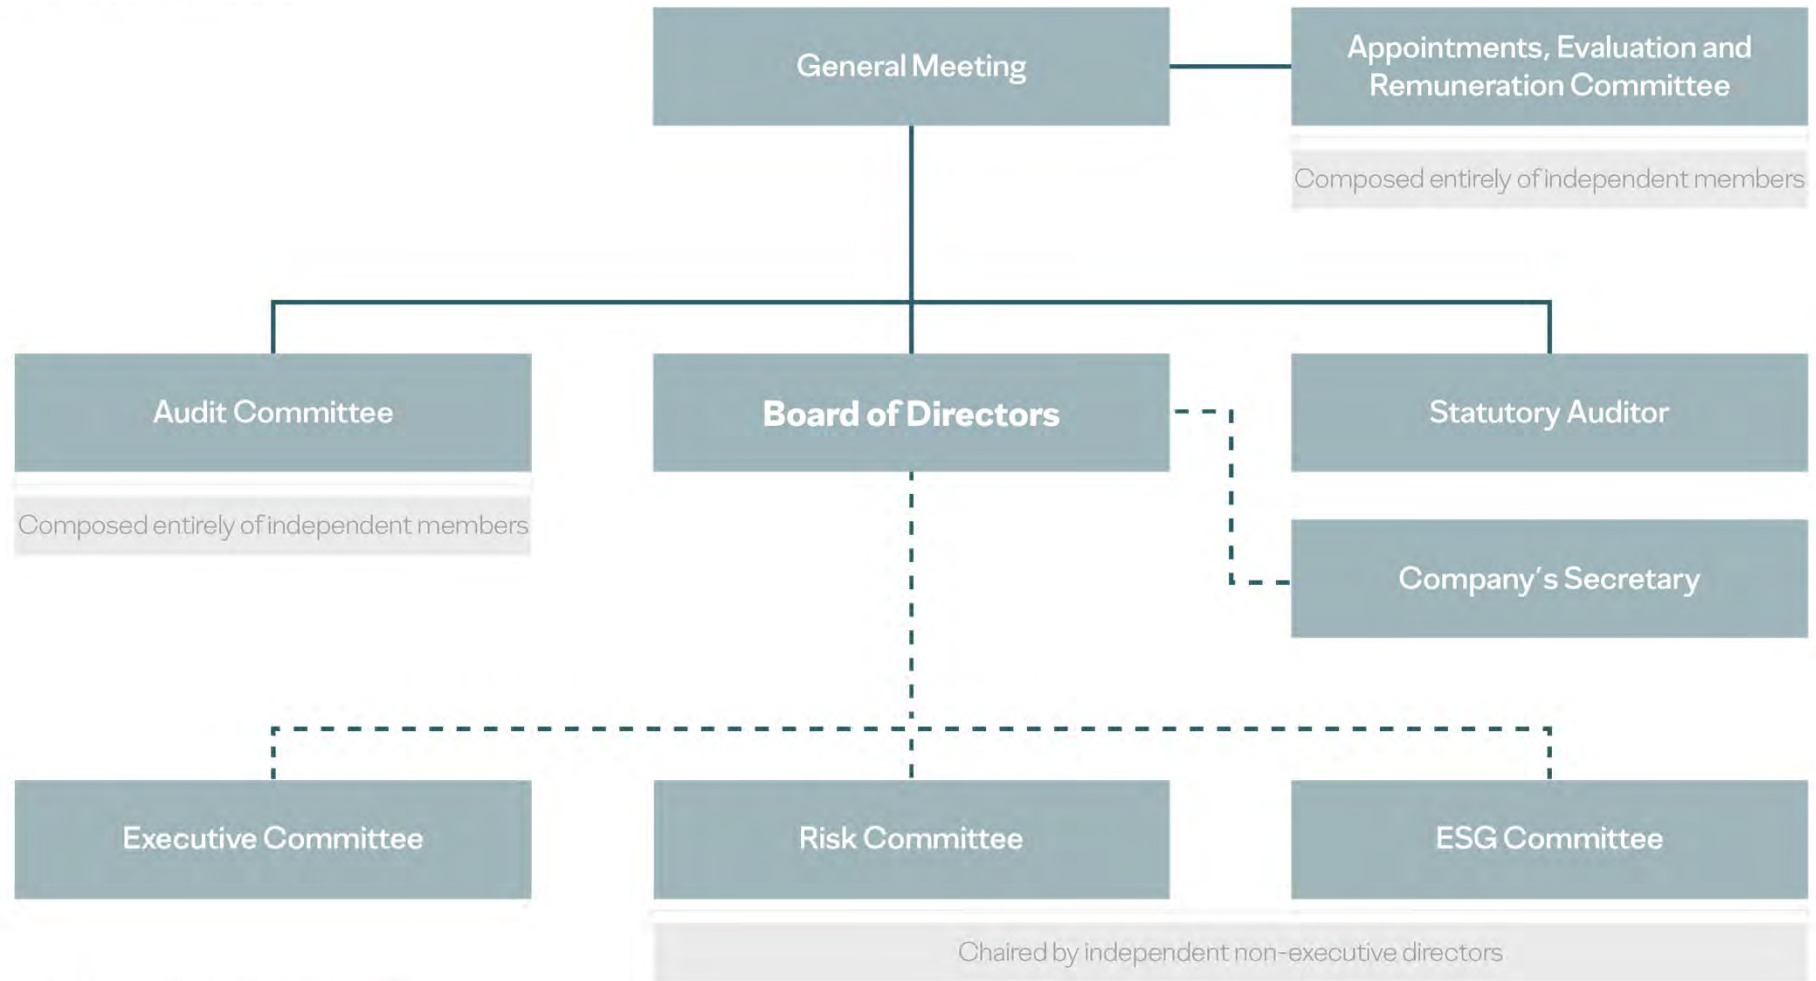 General Meeting
Appointments, Evaluation and
Remuneration Committee
Composed entirely of independent members
Audit Committee
Board of Directors
Statutory Auditor
Composed entirely of independent members
Company's Secretary
Executive Committee
Risk Committee
ESG Committee
Chaired by independent non-executive directors